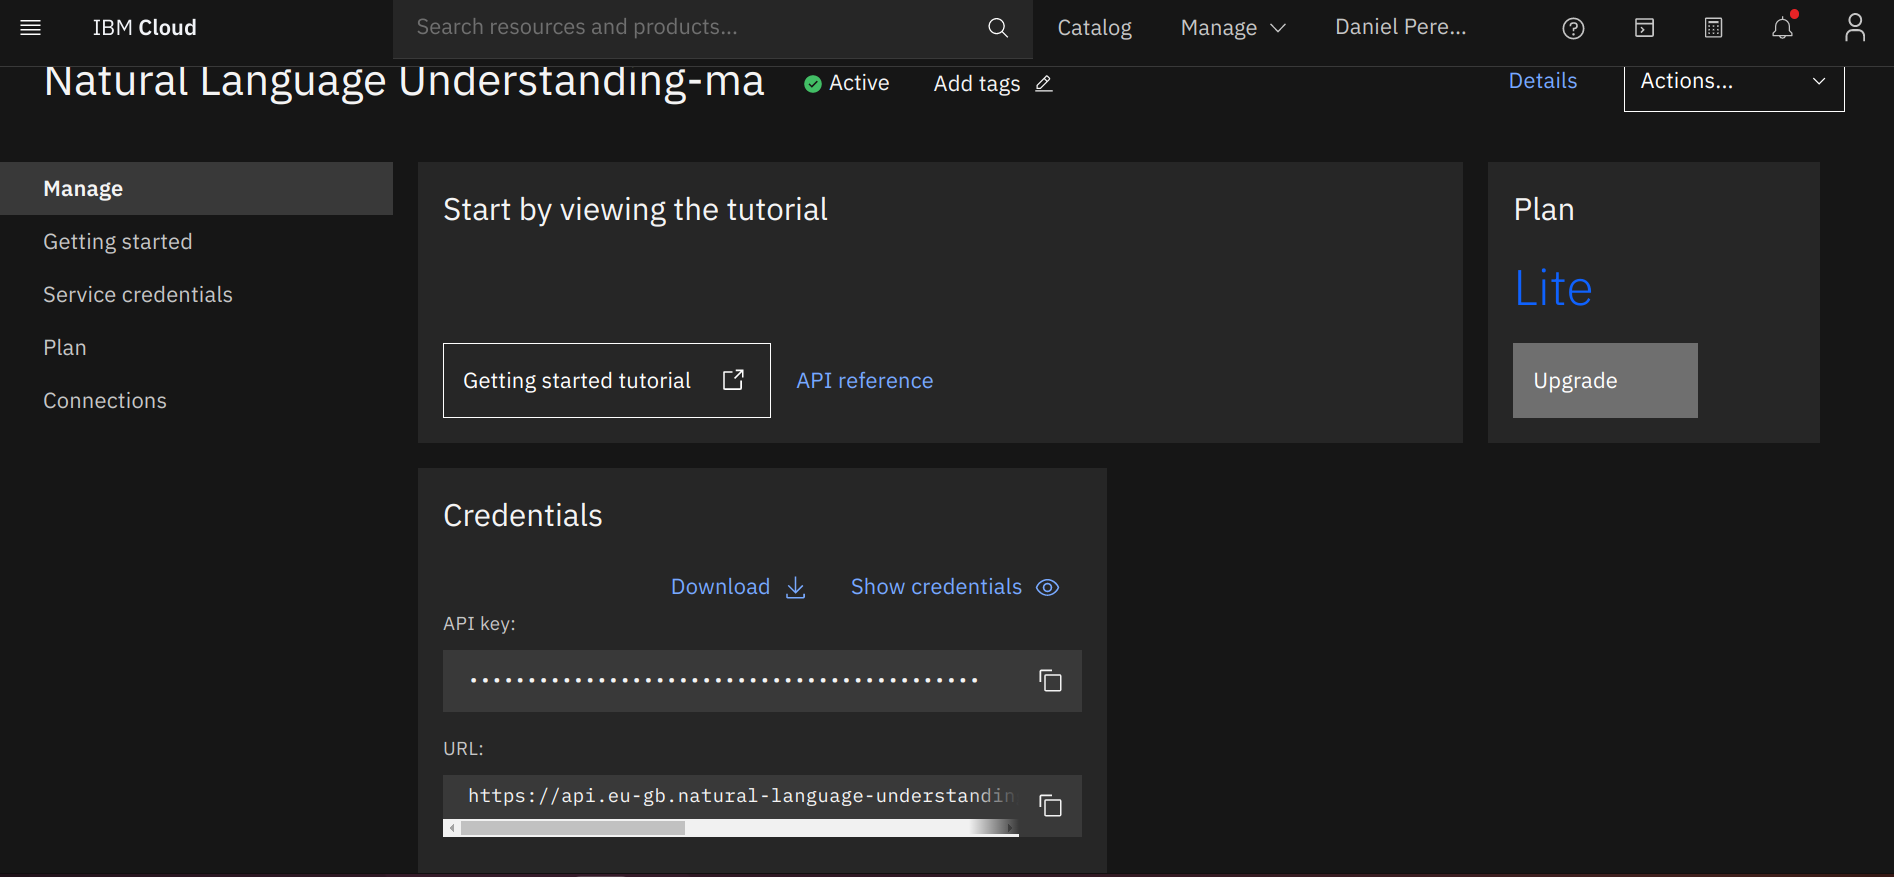 IBM Cloud
Search resources and products...
Catalog
Manage
Daniel Pere...
Natural Language Understanding-ma
Active
Add tags
Details
Actions...
Manage
Getting started
Service credentials
Plan
Connections
Start by viewing the tutorial
Getting started tutorial
API reference
Plan
Lite
Upgrade
Credentials
Download
Show credentials
API key:
••••••••••••••••••••••••••••••••••••••••••••
URL:
https://api.eu-gb.natural-language-understandin